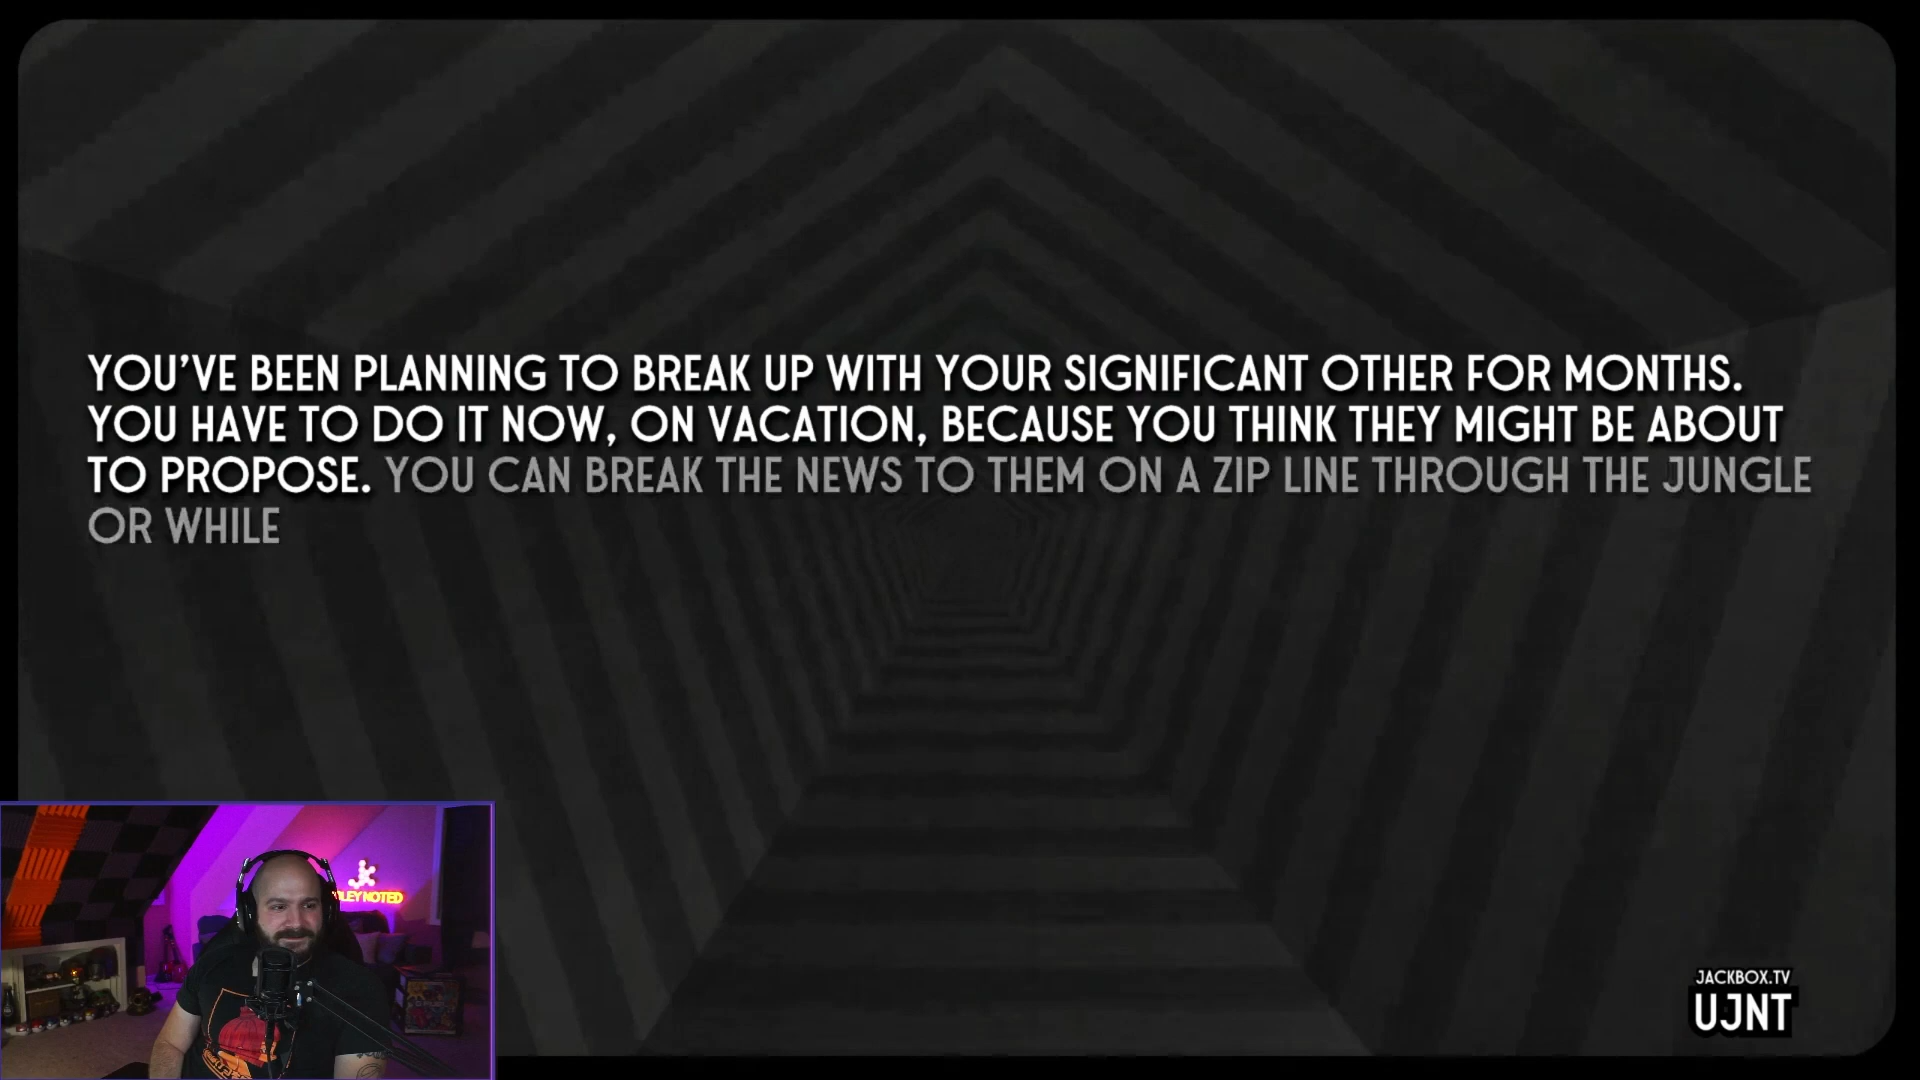 YOU'VE BEEN PLANNING TO BREAK UP WITH YOUR SIGNIFICANT OTHER FOR MONTHS.
YOU HAVE TO DO IT NOW, ON VACATION, BECAUSE YOU THINK THEY MIGHT BE ABOUT
TO PROPOSE. YOU CAN BREAK THE NEWS TO THEM ON A ZIP LINE THROUGH THE JUNGLE
OR WHILE
NOTED
JACKBOX.TV
UJNT